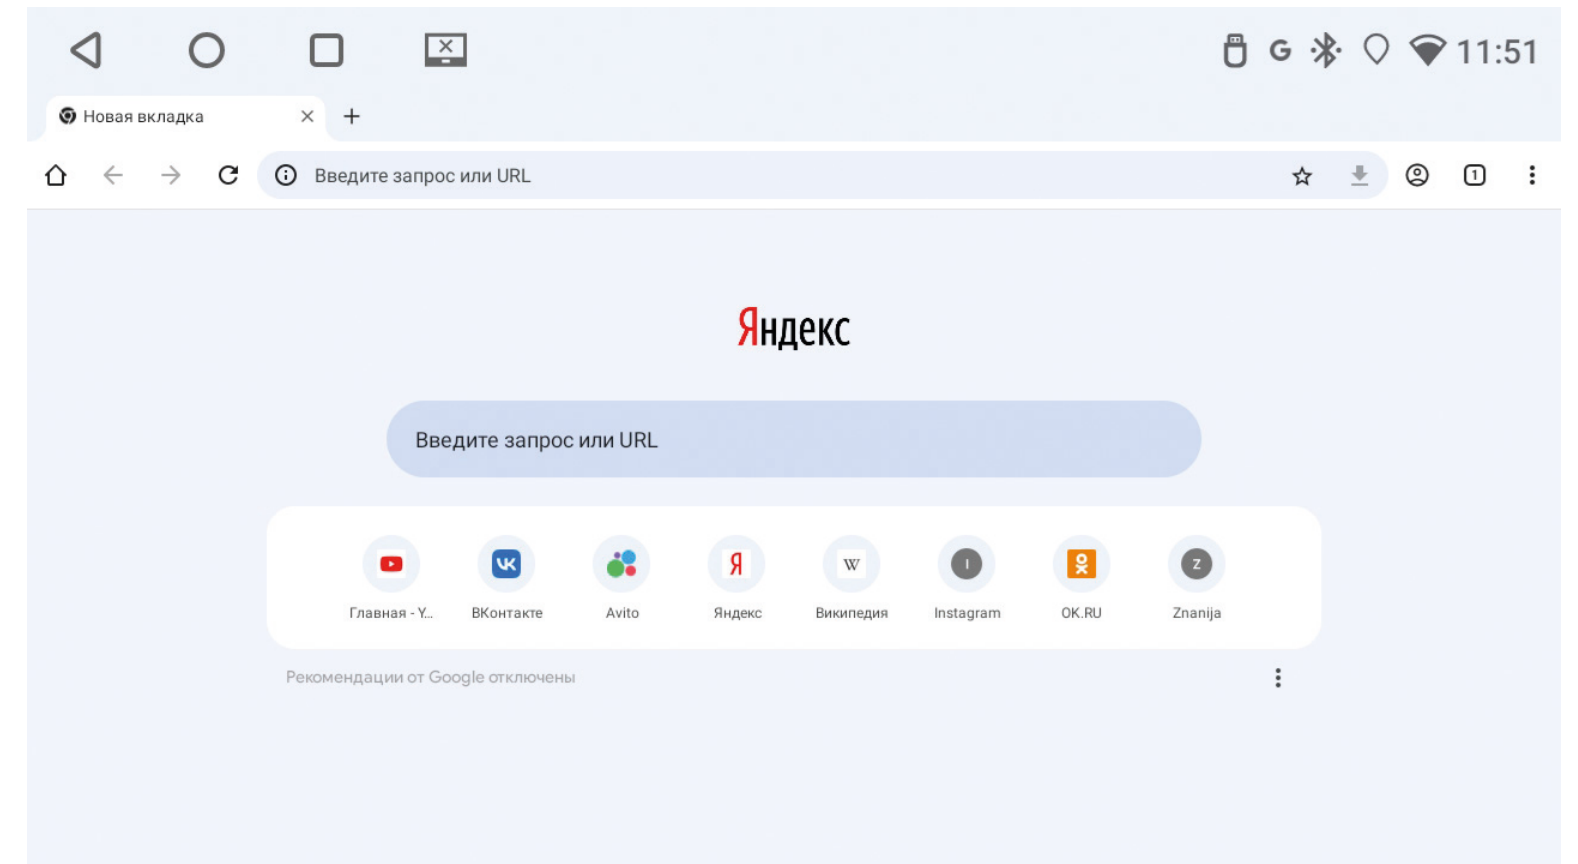 G 11:51
Новая вкладка
Введите запрос или URL
1
Яндекс
Введите запрос или URL
Главная - Y...
ВКонтакте
Avito
Я
Яндекс
W
Википедия
I
Instagram
OK.RU
Z
Znanija
Рекомендации от Google отключены